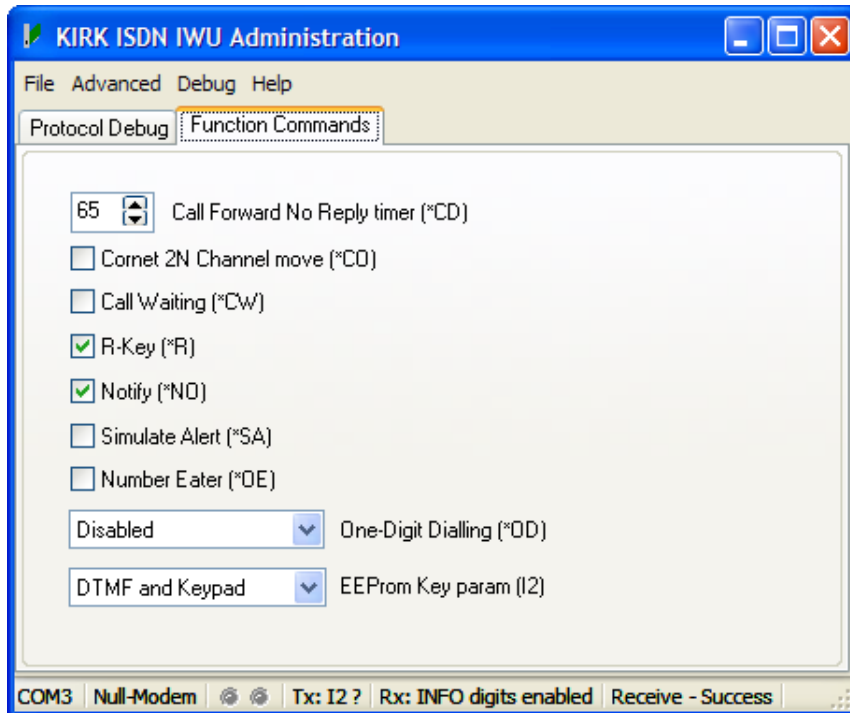 KIRK ISDN IWU Administration
File Advanced Debug Help
Protocol Debug Function Commands
65 Call Forward No Reply timer (*CD)
Cornet 2N Channel move (*CO)
Call Waiting (*CW)
R-Key (*R)
Notify (*NO)
Simulate Alert (*SA)
Number Eater (*OE)
Disabled One-Digit Dialling (*OD)
DTMF and Keypad EEProm Key param (I2)
COM3 Null-Modem Tx: I2 ? Rx: INFO digits enabled Receive - Success